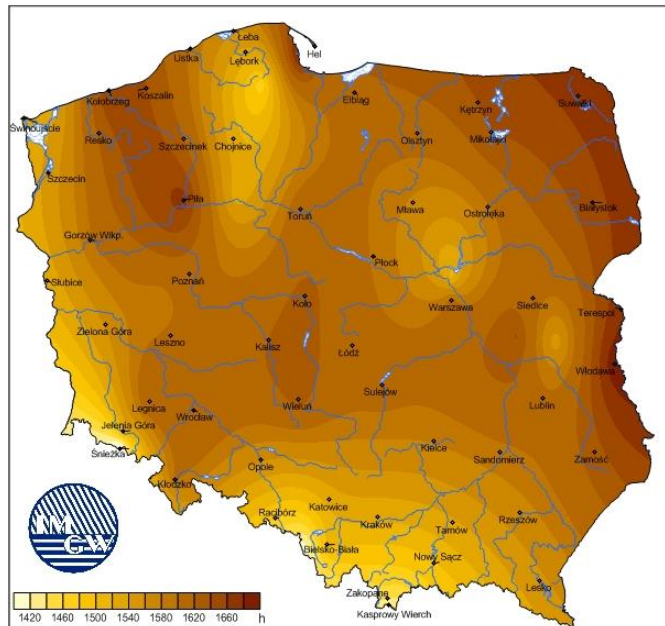 Łeba
Ustka
Lębork
Hel
Kołobrzeg
Koszalin
Elbląg
Kętrzyn
Suwałki
Świnoujście
Resko
Szczecinek
Chojnice
Olsztyn
Mikołajki
Szczecin
Piła
Toruń
Mława
Ostrołęka
Białystok
Gorzów Wlkp.
Płock
Słubice
Poznań
Koło
Warszawa
Siedlce
Terespol
Zielona Góra
Leszno
Kalisz
Łódź
Włodawa
Sulejów
Legnica
Wrocław
Wieluń
Lublin
Jelenia Góra
Śnieżka
Opole
Kielce
Sandomierz
Zamość
Kłodzko
Racibórz
Katowice
Kraków
Tarnów
Rzeszów
Bielsko-Biała
Nowy Sącz
Lesko
Zakopane
Kasprowy Wierch
IM
GW
1420 1460 1500 1540 1580 1620 1660 h